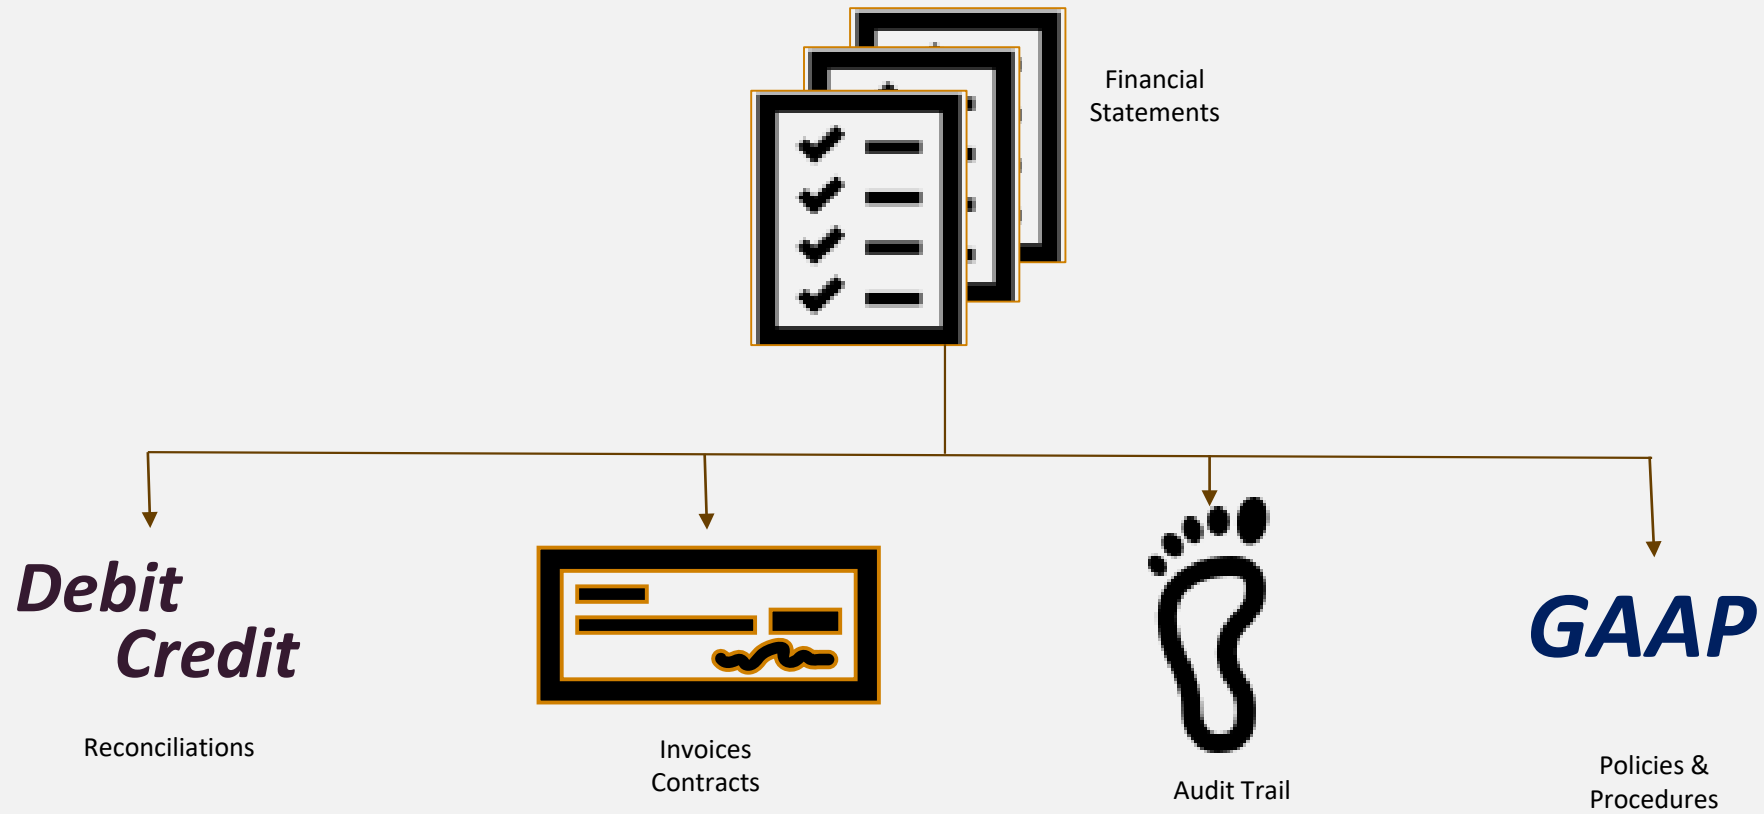 Financial
Statements
Debit
Credit
GAAP
Reconciliations
Invoices
Contracts
Audit Trail
Policies &
Procedures